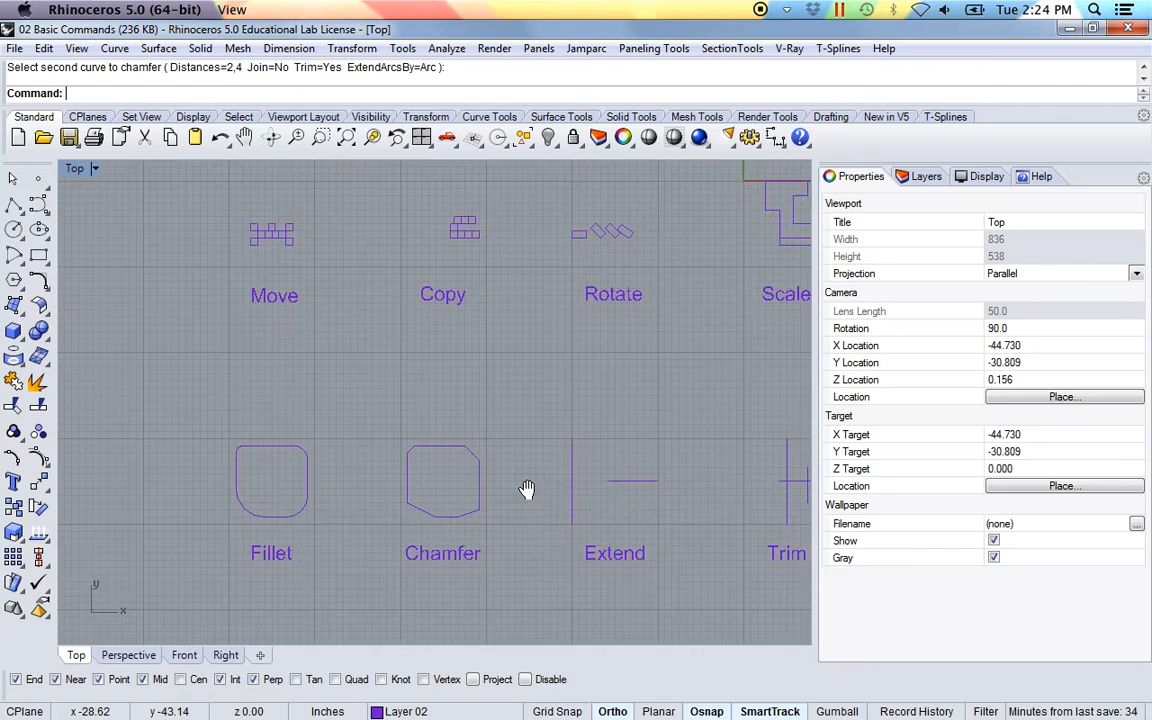 Rhinoceros 5.0 (64-bit) View Tue 2:24 PM
02 Basic Commands (236 KB) - Rhinoceros 5.0 Educational Lab License - [Top]
File Edit View Curve Surface Solid Mesh Dimension Transform Tools Analyze Render Panels Jamparc Paneling Tools SectionTools V-Ray T-Splines Help
Select second curve to chamfer ( Distances=2,4 Join=No Trim=Yes ExtendArcsBy=Arc ):
Command:
Standard CPlanes Set View Display Select Viewport Layout Visibility Transform Curve Tools Surface Tools Solid Tools Mesh Tools Render Tools Drafting New in V5 T-Splines
Top
Properties Layers Display Help
Viewport
Title Top
Width 836
Height 538
Projection Parallel
Camera
Lens Length 50.0
Rotation 90.0
X Location -44.730
Y Location -30.809
Z Location 0.156
Location Place...
Target
X Target -44.730
Y Target -30.809
Z Target 0.000
Location Place...
Wallpaper
Filename (none) ...
Show
Gray
Move Copy Rotate Scale
Fillet Chamfer Extend Trim
y
x
Top Perspective Front Right
End Near Point Mid Cen Int Perp Tan Quad Knot Vertex Project Disable
CPlane x -28.62 y -43.14 z 0.00 Inches Layer 02 Grid Snap Ortho Planar Osnap SmartTrack Gumball Record History Filter Minutes from last save: 34